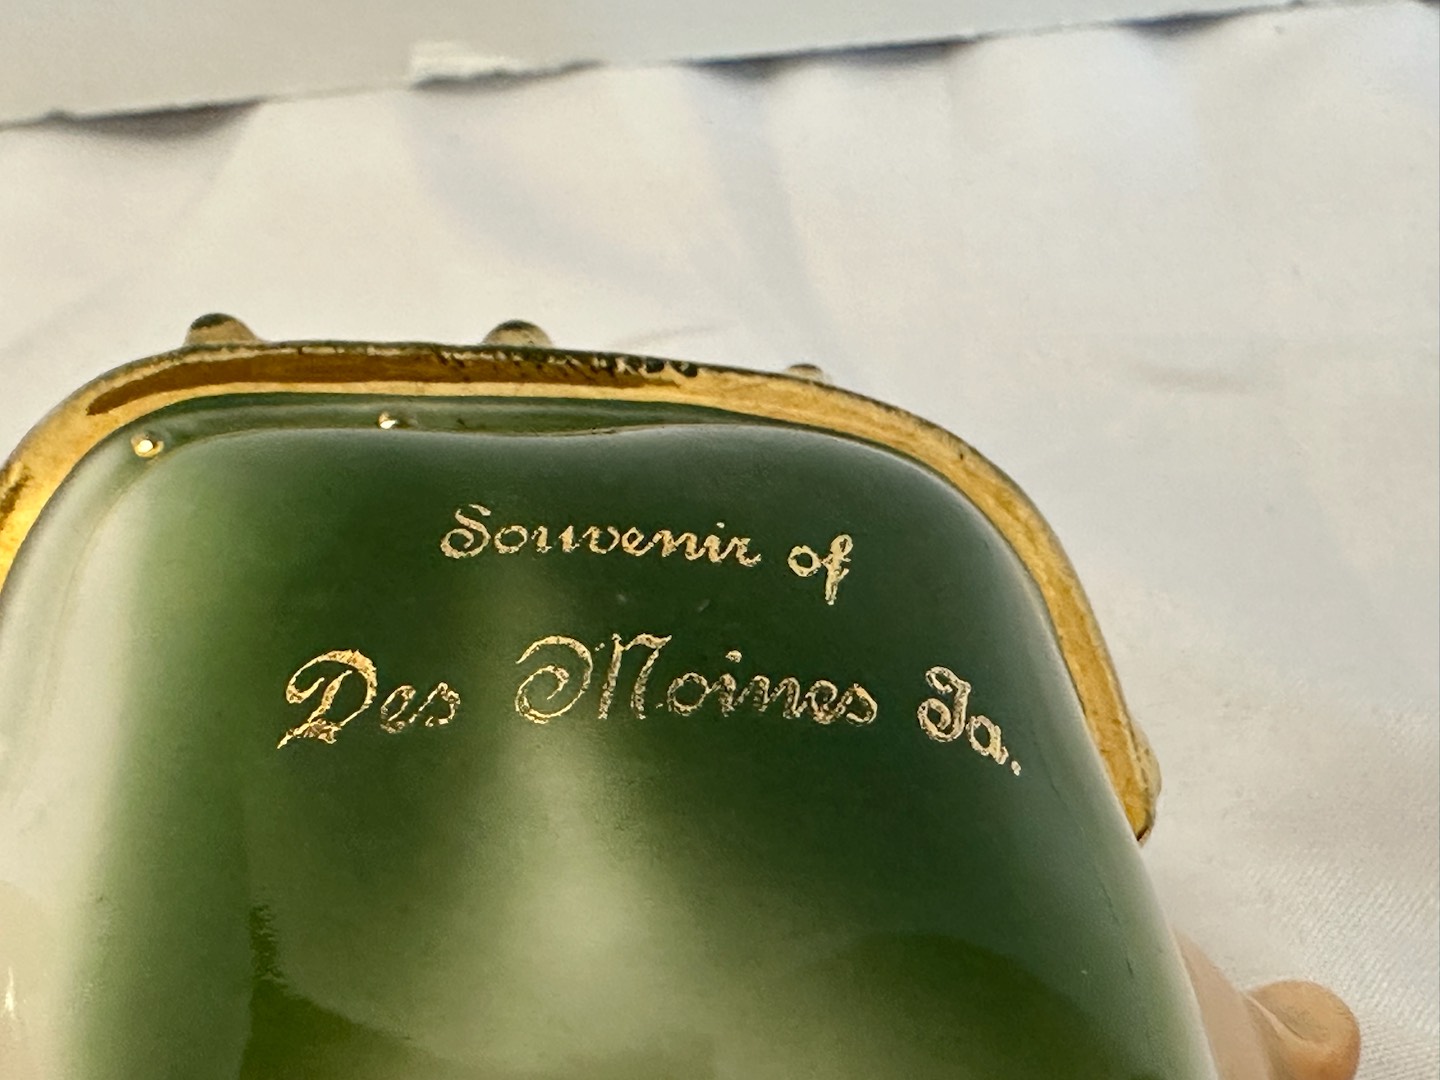 Souvenir of
Des Moines Ia.